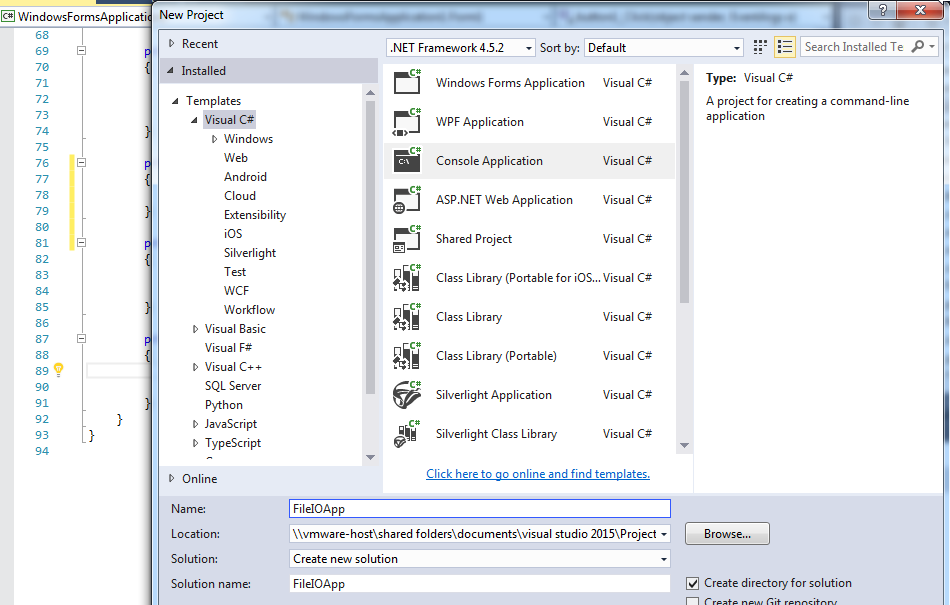 WindowsFormsApplicatio
New Project
?
Recent
.NET Framework 4.5.2
Sort by:
Default
Search Installed Te
Installed
Templates
Visual C#
Windows
Web
Android
Cloud
Extensibility
iOS
Silverlight
Test
WCF
Workflow
Visual Basic
Visual F#
Visual C++
SQL Server
Python
JavaScript
TypeScript
Online
Windows Forms Application Visual C#
WPF Application Visual C#
Console Application Visual C#
ASP.NET Web Application Visual C#
Shared Project Visual C#
Class Library (Portable for iOS... Visual C#
Class Library Visual C#
Class Library (Portable) Visual C#
Silverlight Application Visual C#
Silverlight Class Library Visual C#
Click here to go online and find templates.
Type: Visual C#
A project for creating a command-line
application
Name: FileIOApp
Location: \\vmware-host\shared folders\documents\visual studio 2015\Project
Browse...
Solution: Create new solution
Solution name: FileIOApp
Create directory for solution
Create new Git repository
68
69 p
70 {
71
72
73
74 }
75
76 p
77 {
78
79 }
80
81 p
82 {
83
84
85 }
86
87 p
88 {
89
90
91 }
92 }
93 }
94